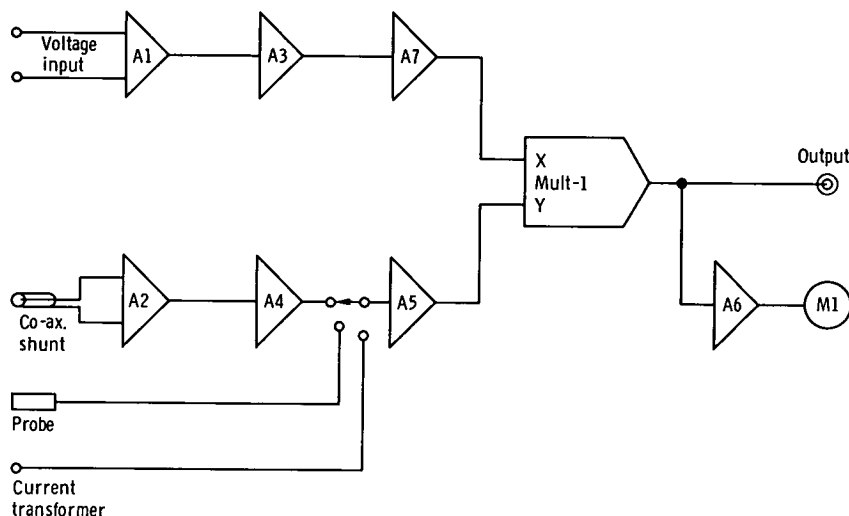 Voltage
input
A1
A3
A7
X
Mult-1
Y
Output
Co-ax.
shunt
A2
A4
A5
A6
M1
Probe
Current
transformer